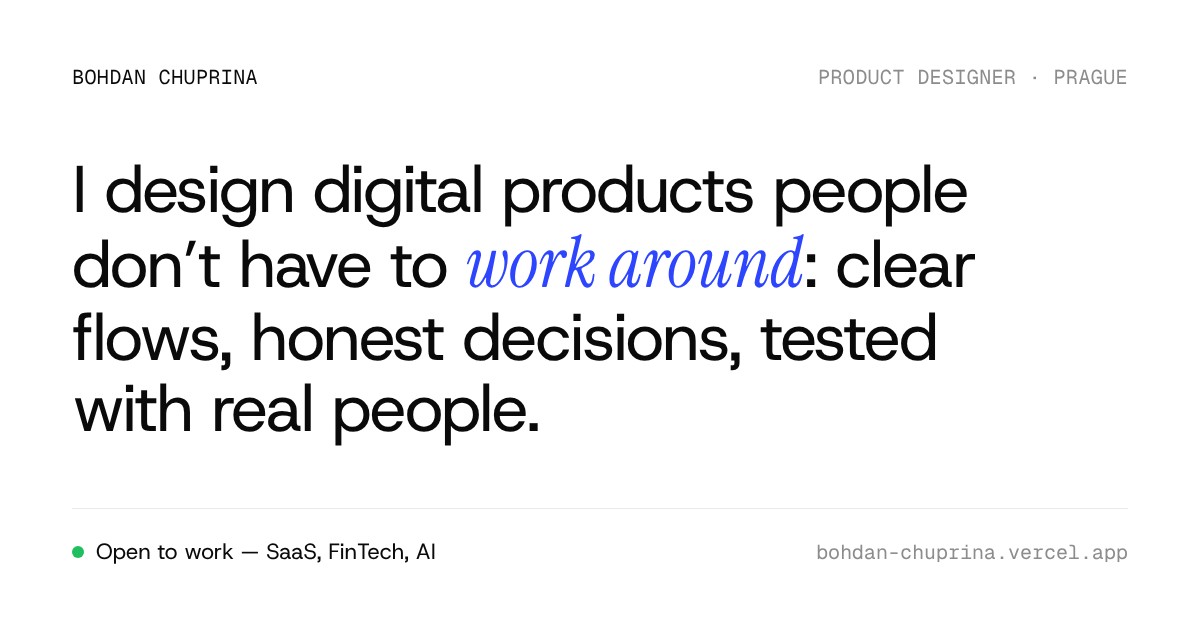 BOHDAN CHUPRINA
PRODUCT DESIGNER · PRAGUE
I design digital products people
don’t have to work around: clear
flows, honest decisions, tested
with real people.
Open to work — SaaS, FinTech, AI
bohdan-chuprina.vercel.app